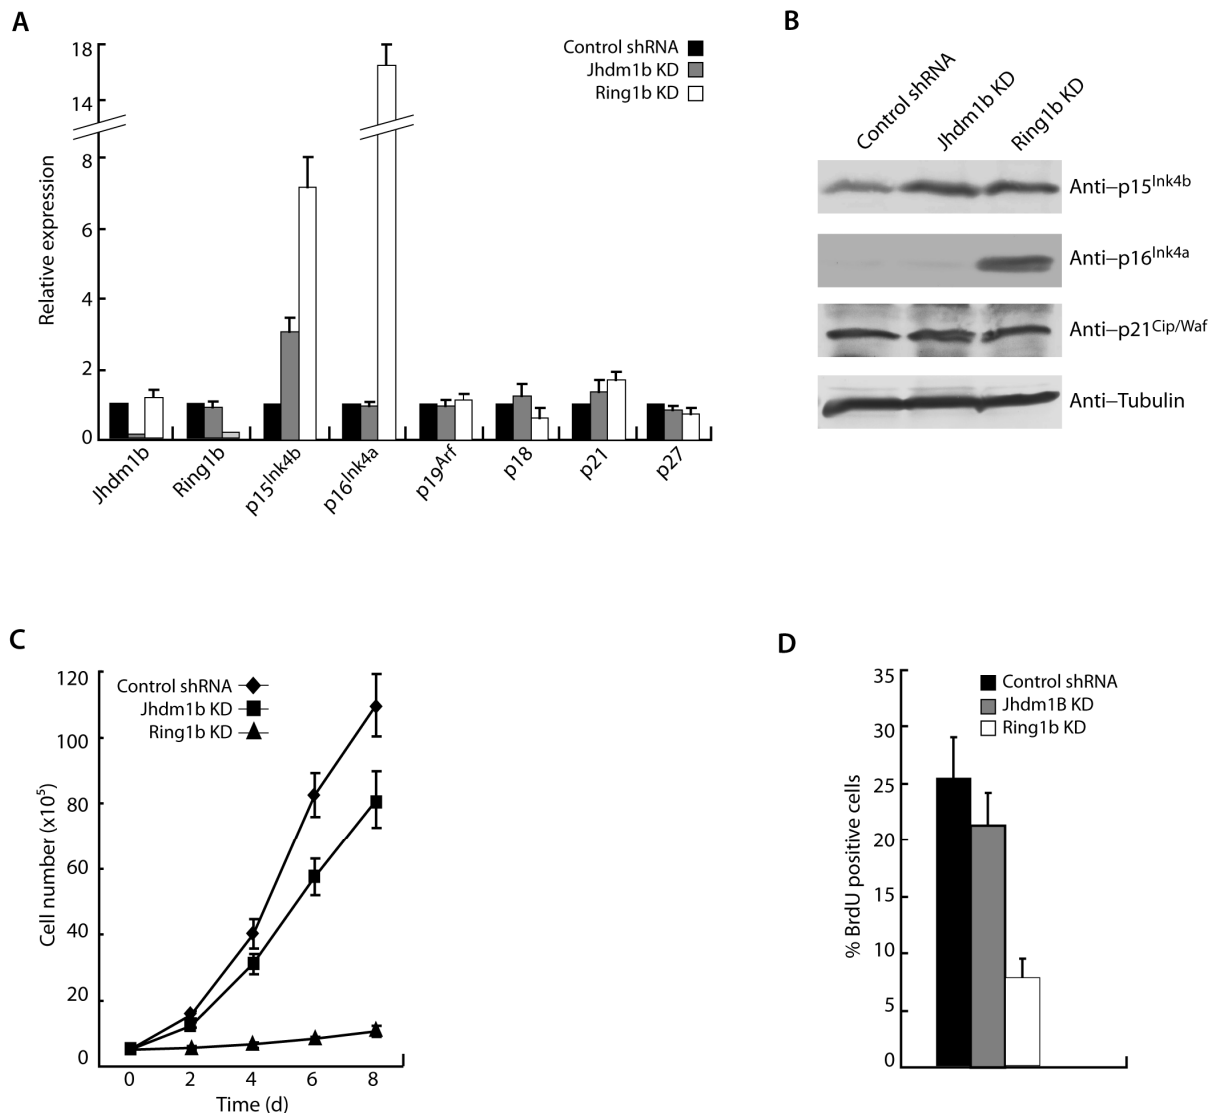 A
Control shRNA
Jhdm1b KD
Ring1b KD
Relative expression
18
14
8
6
4
2
0
Jhdm1b
Ring1b
p15Ink4b
p16Ink4a
p19Arf
p18
p21
p27
B
Control shRNA
Jhdm1b KD
Ring1b KD
Anti–p15Ink4b
Anti–p16Ink4a
Anti–p21Cip/Waf
Anti–Tubulin
C
Control shRNA
Jhdm1b KD
Ring1b KD
Cell number (x10⁵)
120
100
80
60
40
20
0
0 2 4 6 8
Time (d)
D
Control shRNA
Jhdm1B KD
Ring1b KD
% BrdU positive cells
35
30
25
20
15
10
5
0